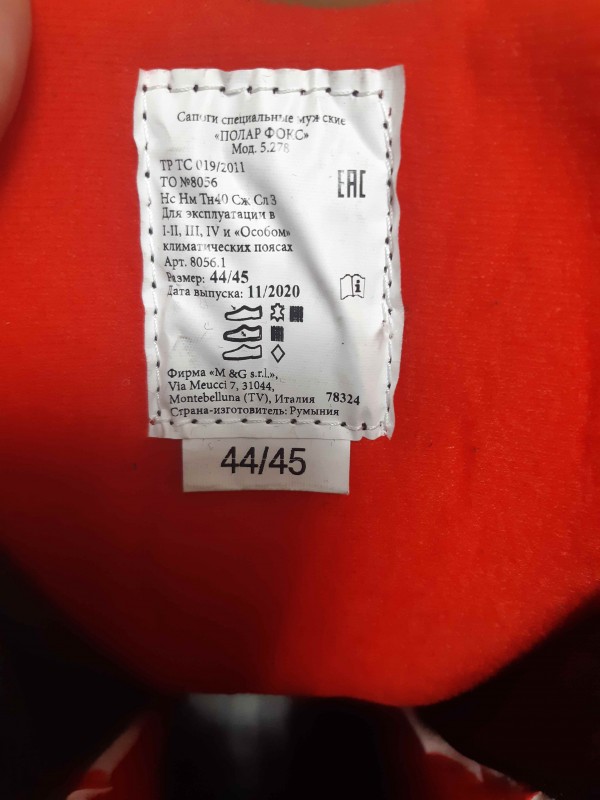 Сапоги специальные мужские
«ПОЛАР ФОКС»
Мод. 5.278
ТР ТС 019/2011
ТО №8056
Нс Нм Тн40 Сж Сл3
Для эксплуатации в
I-II, III, IV и «Особом»
климатических поясах
Арт. 8056.1
Размер: 44/45
Дата выпуска: 11/2020
EAC
Фирма «M &G s.r.l.»,
Via Meucci 7, 31044,
Montebelluna (TV), Италия 78324
Страна-изготовитель: Румыния
44/45